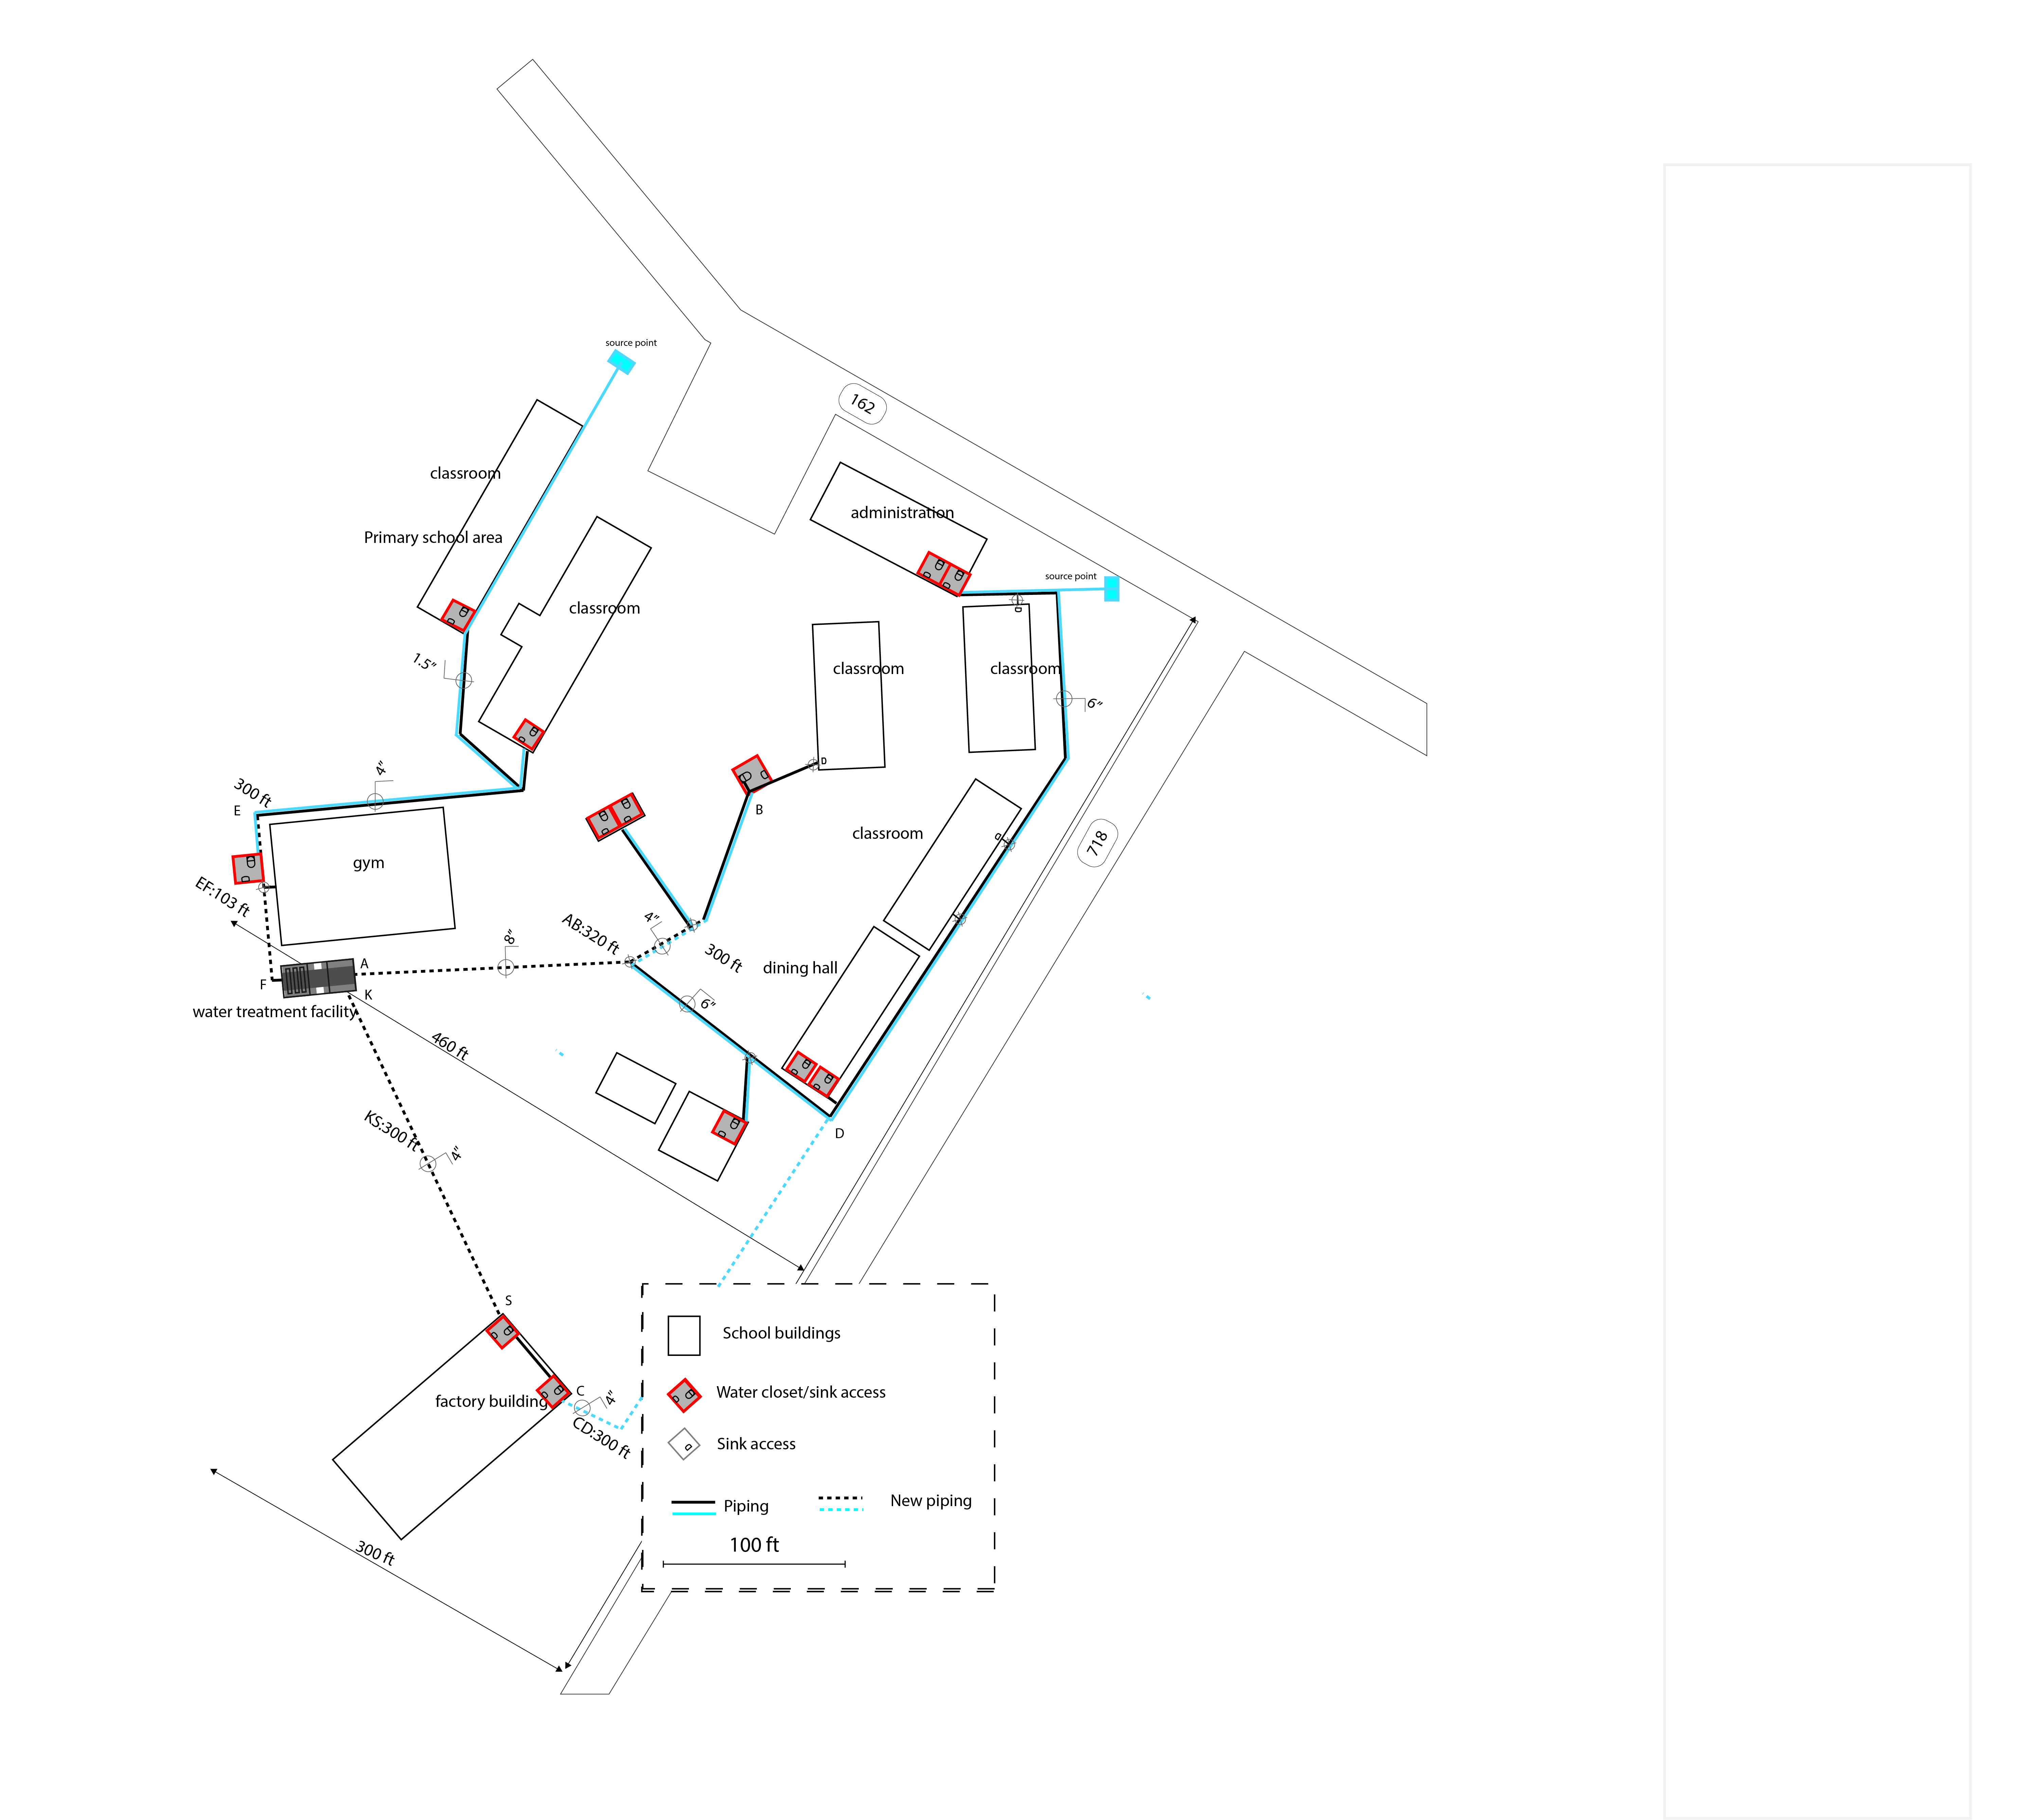 source point
162
classroom
administration
Primary school area
source point
classroom
1.5”
classroom
classroom
6”
4”
300 ft
E
B
classroom
718
gym
EF:103 ft
4”
AB:320 ft
8”
300 ft
A
dining hall
F
K
6”
water treatment facility
460 ft
KS:300 ft
D
4”
S
School buildings
C
Water closet/sink access
4”
factory building
CD:300 ft
Sink access
Piping
New piping
100 ft
300 ft